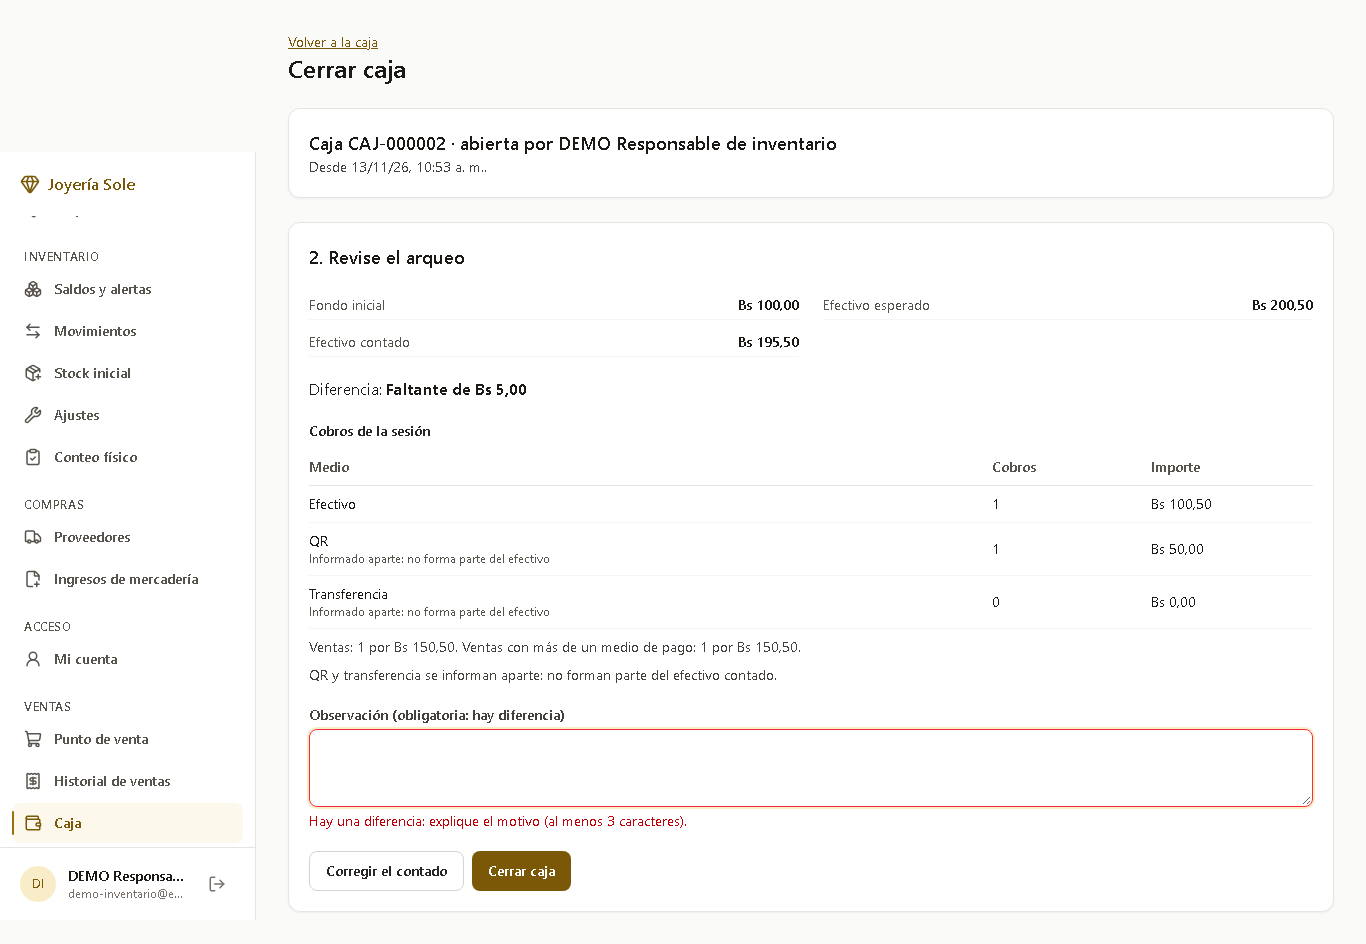 Volver a la caja
Cerrar caja
Caja CAJ-000002 · abierta por DEMO Responsable de inventario
Desde 13/11/26, 10:53 a. m..
Joyería Sole
INVENTARIO
Saldos y alertas
Movimientos
Stock inicial
Ajustes
Conteo físico
COMPRAS
Proveedores
Ingresos de mercadería
ACCESO
Mi cuenta
VENTAS
Punto de venta
Historial de ventas
Caja
DI
DEMO Responsa...
demo-inventario@e...
2. Revise el arqueo
Fondo inicial Bs 100,00 Efectivo esperado Bs 200,50
Efectivo contado Bs 195,50
Diferencia: Faltante de Bs 5,00
Cobros de la sesión
Medio Cobros Importe
Efectivo 1 Bs 100,50
QR 1 Bs 50,00
Informado aparte: no forma parte del efectivo
Transferencia 0 Bs 0,00
Informado aparte: no forma parte del efectivo
Ventas: 1 por Bs 150,50. Ventas con más de un medio de pago: 1 por Bs 150,50.
QR y transferencia se informan aparte: no forman parte del efectivo contado.
Observación (obligatoria: hay diferencia)
Hay una diferencia: explique el motivo (al menos 3 caracteres).
Corregir el contado Cerrar caja